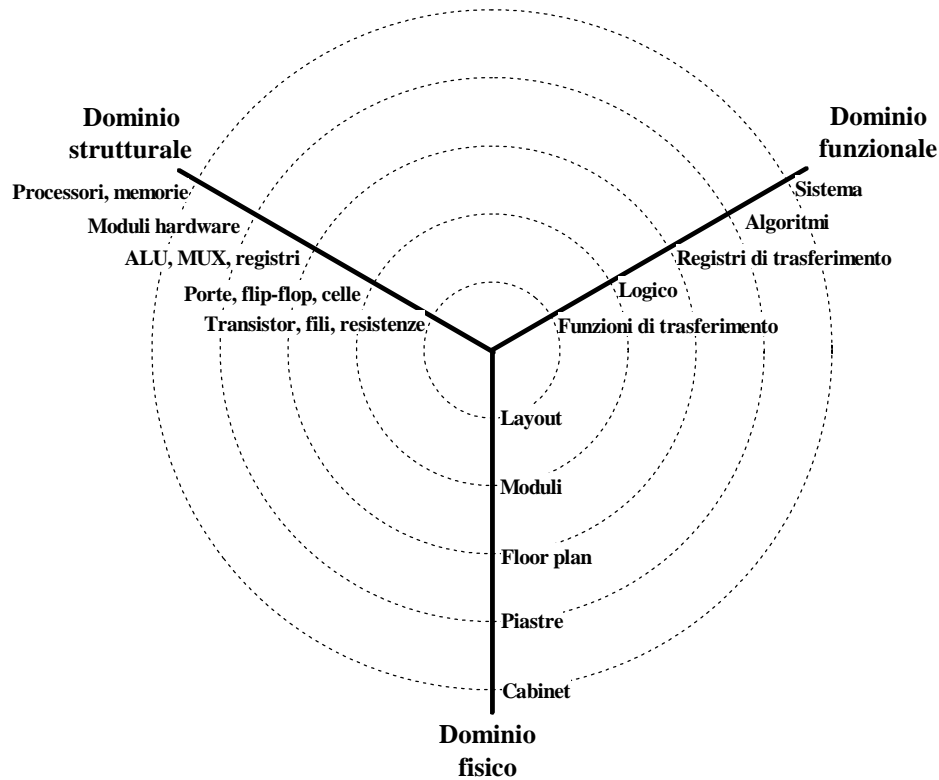 Dominio
strutturale
Processori, memorie
Moduli hardware
ALU, MUX, registri
Porte, flip-flop, celle
Transistor, fili, resistenze
Dominio
funzionale
Sistema
Algoritmi
Registri di trasferimento
Logico
Funzioni di trasferimento
Layout
Moduli
Floor plan
Piastre
Cabinet
Dominio
fisico